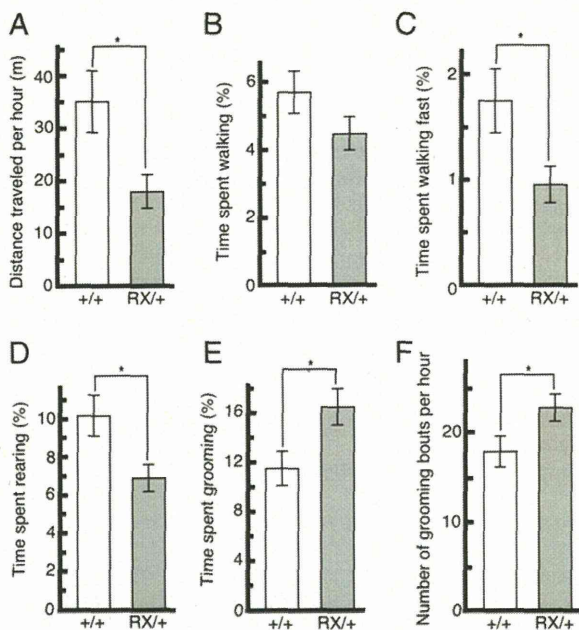 A
Distance traveled per hour (m)
40
30
20
10
0
*
+/+ RX/+
B
Time spent walking (%)
6
4
2
0
+/+ RX/+
C
Time spent walking fast (%)
2
1
0
*
+/+ RX/+
D
Time spent rearing (%)
10
8
6
4
2
0
*
+/+ RX/+
E
Time spent grooming (%)
16
12
8
4
0
*
+/+ RX/+
F
Number of grooming bouts per hour
20
10
0
*
+/+ RX/+